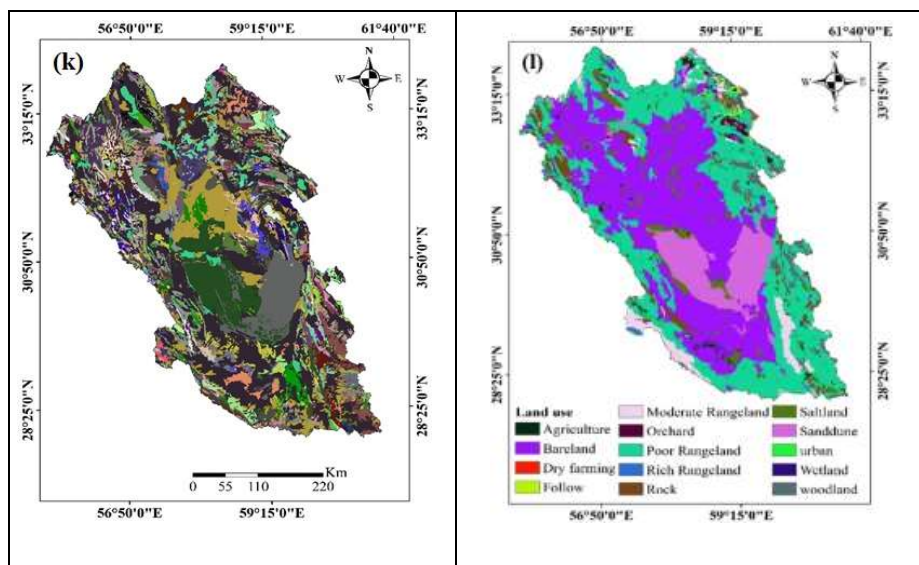 56°50'0"E 59°15'0"E 61°40'0"E
(k)
N
W E
S
33°15'0"N
33°15'0"N
30°50'0"N
30°50'0"N
28°25'0"N
28°25'0"N
Km
0 55 110 220
56°50'0"E 59°15'0"E
56°50'0"E 59°15'0"E 61°40'0"E
(l)
N
W E
S
33°15'0"N
33°15'0"N
30°50'0"N
30°50'0"N
28°25'0"N
28°25'0"N
Land use
Agriculture
Bareland
Dry farming
Follow
Moderate Rangeland
Orchard
Poor Rangeland
Rich Rangeland
Rock
Saltland
Sanddune
urban
Wetland
woodland
56°50'0"E 59°15'0"E